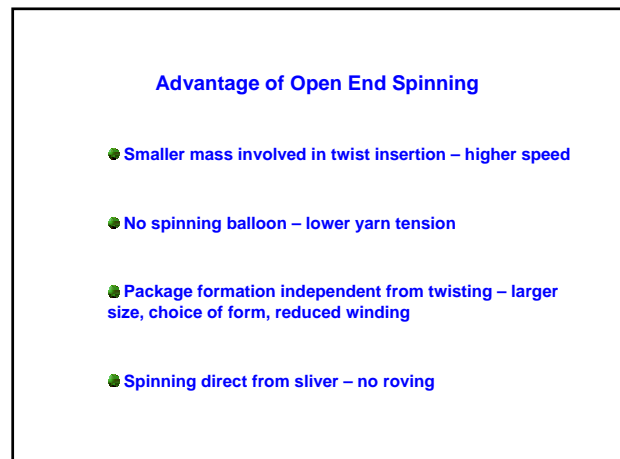 Advantage of Open End Spinning
Smaller mass involved in twist insertion – higher speed
No spinning balloon – lower yarn tension
Package formation independent from twisting – larger
size, choice of form, reduced winding
Spinning direct from sliver – no roving